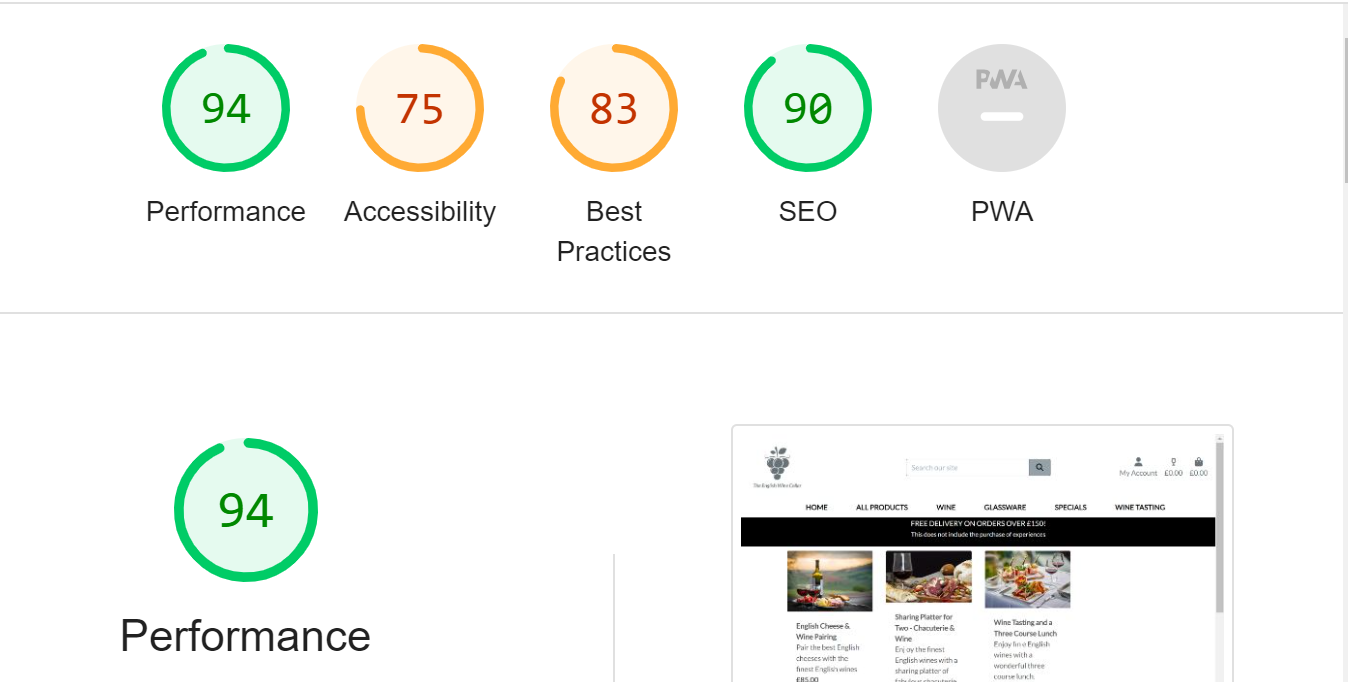 94
75
83
90
PWA
Performance
Accessibility
Best
Practices
SEO
PWA
94
Performance
The English Wine Cellar
Search our site
My Account
£0.00
£0.00
HOME
ALL PRODUCTS
WINE
GLASSWARE
SPECIALS
WINE TASTING
FREE DELIVERY ON ORDERS OVER £150!
This does not include the purchase of experiences
English Cheese &
Wine Pairing
Pair the best English
cheeses with the
finest English wines
£85.00
Sharing Platter for
Two - Chacuterie &
Wine
Enjoy the finest
English wines with a
sharing platter of
fabulous chacuterie
Wine Tasting and a
Three Course Lunch
Enjoy fine English
wines with a
wonderful three
course lunch.